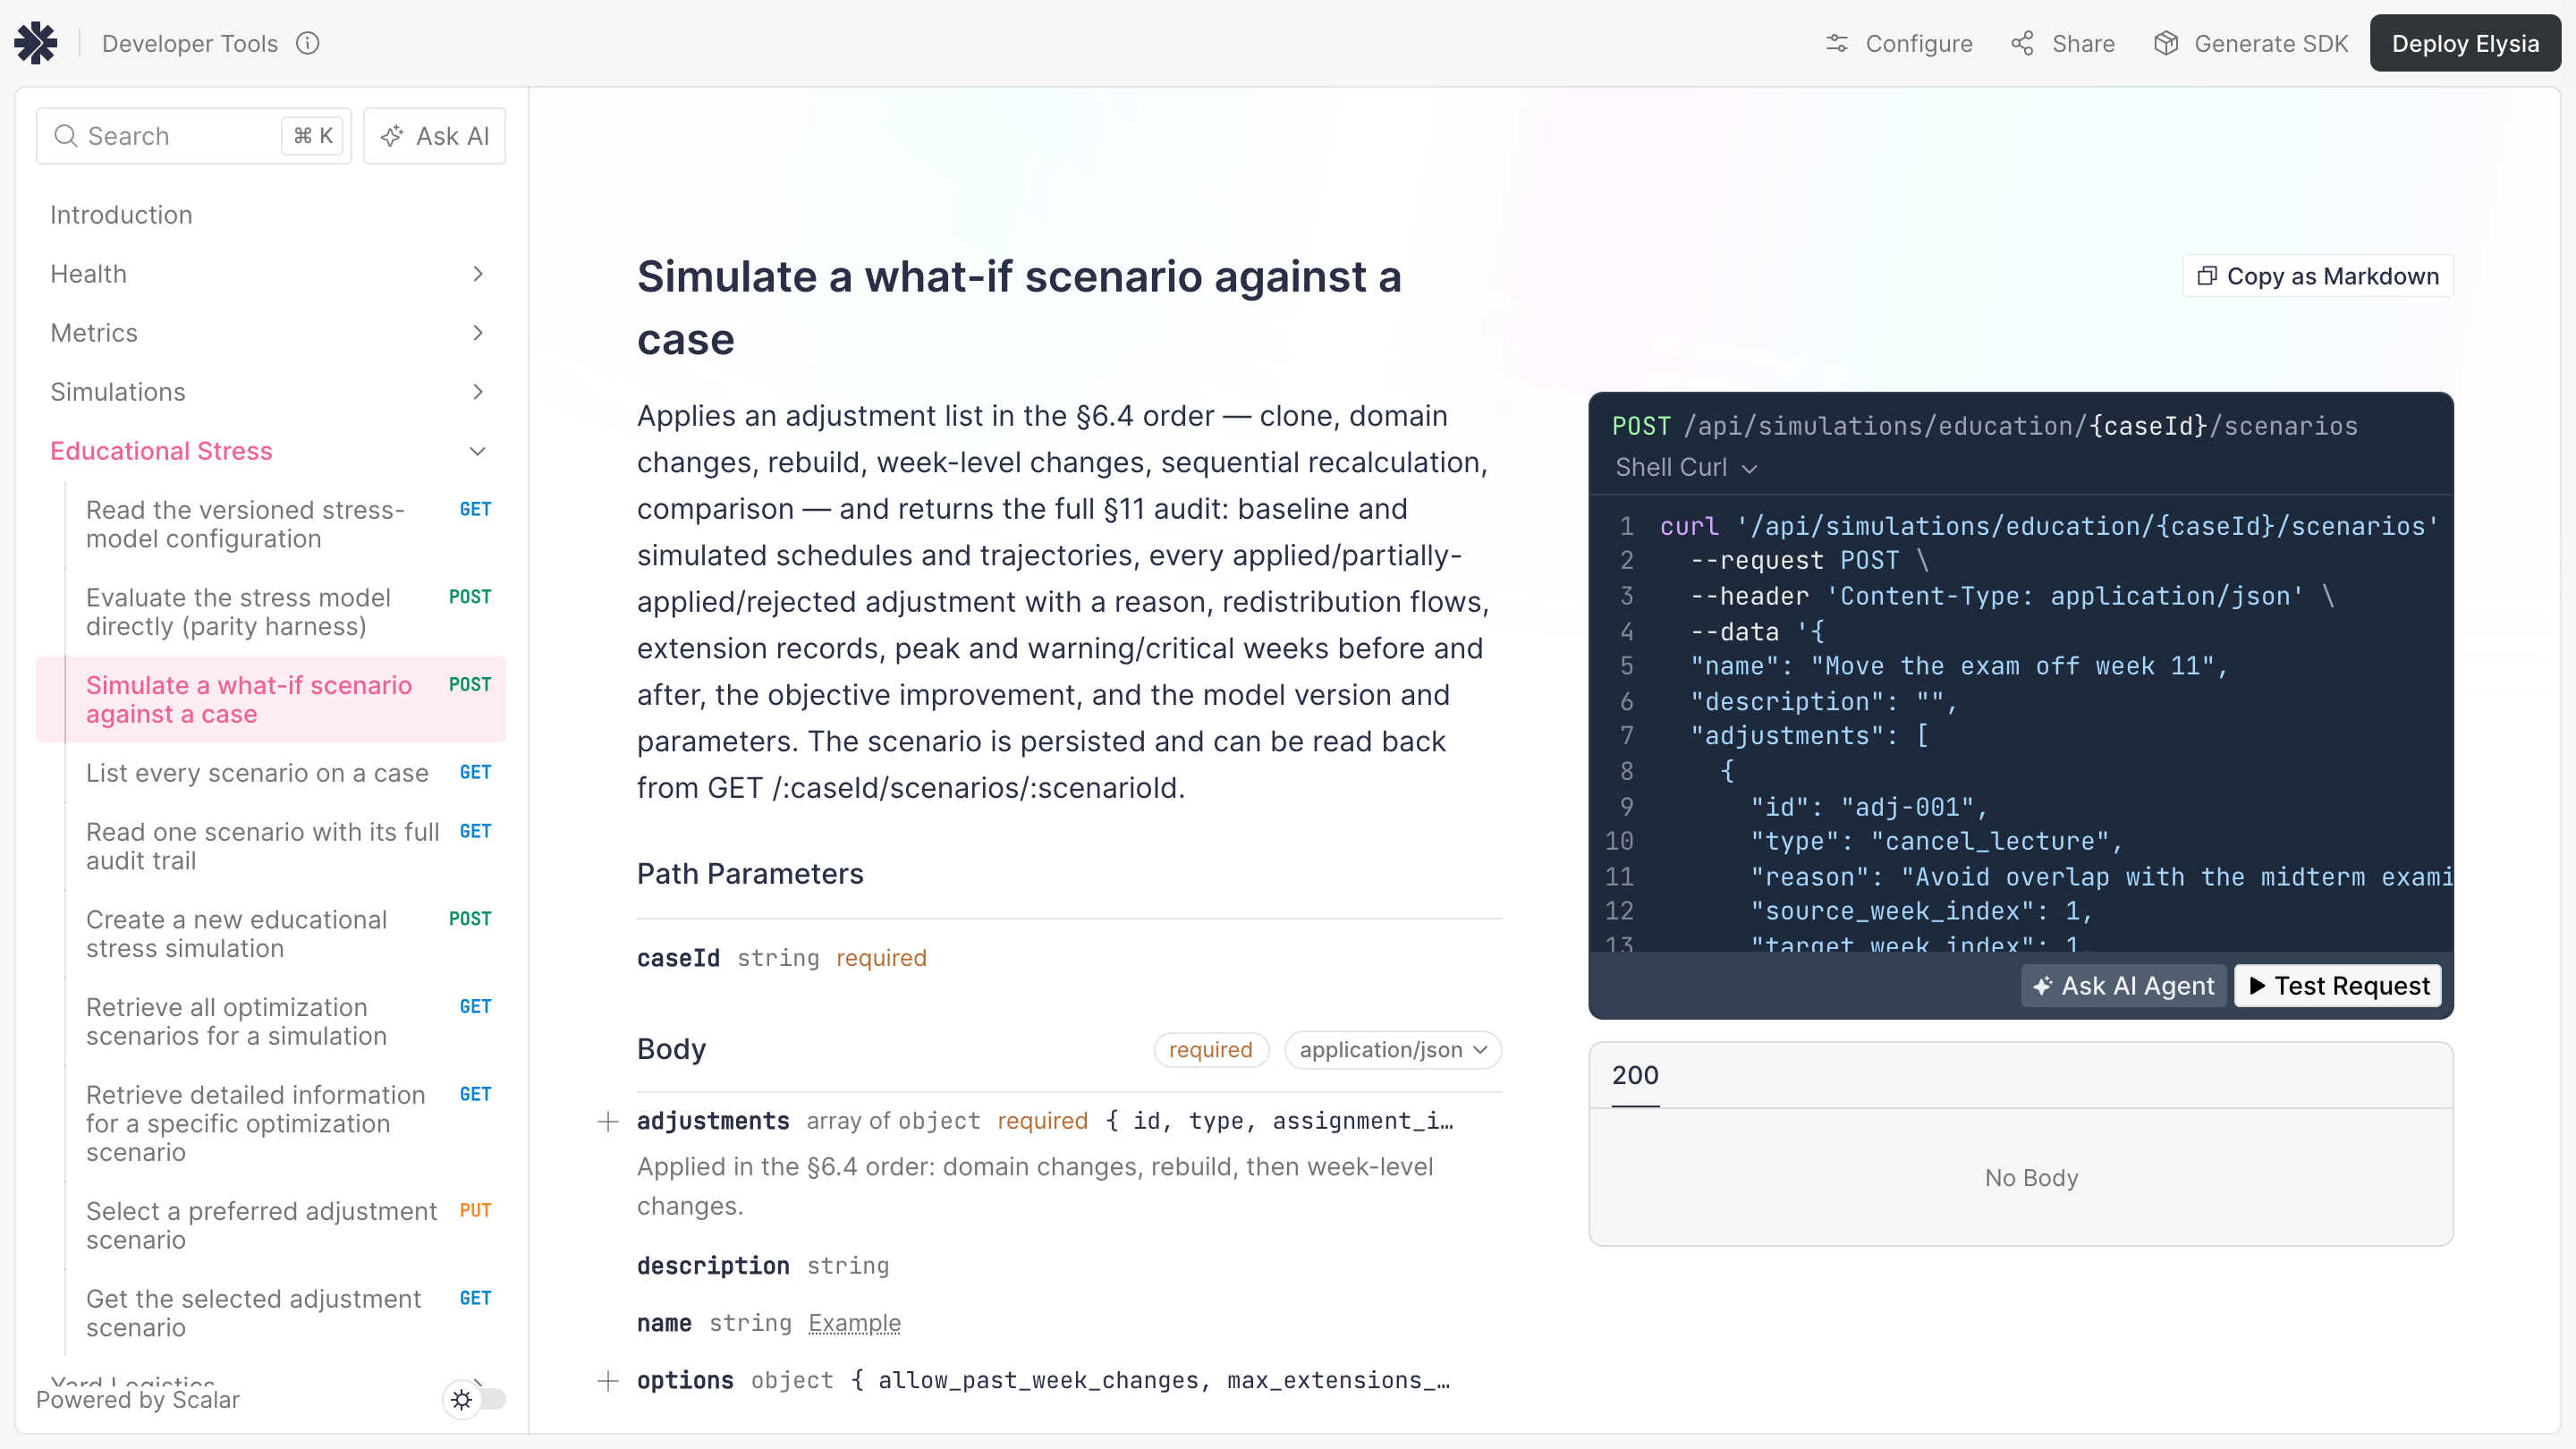 Developer Tools
Configure
Share
Generate SDK
Deploy Elysia
Search
⌘ K
Ask AI
Introduction
Health
Metrics
Simulations
Educational Stress
Read the versioned stress-
model configuration
GET
Evaluate the stress model
directly (parity harness)
POST
Simulate a what-if scenario
against a case
POST
List every scenario on a case
GET
Read one scenario with its full
audit trail
GET
Create a new educational
stress simulation
POST
Retrieve all optimization
scenarios for a simulation
GET
Retrieve detailed information
for a specific optimization
scenario
GET
Select a preferred adjustment
scenario
PUT
Get the selected adjustment
scenario
GET
Yard Logistics
Powered by Scalar
Simulate a what-if scenario against a
case
Copy as Markdown
Applies an adjustment list in the §6.4 order — clone, domain
changes, rebuild, week-level changes, sequential recalculation,
comparison — and returns the full §11 audit: baseline and
simulated schedules and trajectories, every applied/partially-
applied/rejected adjustment with a reason, redistribution flows,
extension records, peak and warning/critical weeks before and
after, the objective improvement, and the model version and
parameters. The scenario is persisted and can be read back
from GET /:caseId/scenarios/:scenarioId.
Path Parameters
caseId string required
Body
required
application/json
adjustments array of object required { id, type, assignment_i…
Applied in the §6.4 order: domain changes, rebuild, then week-level
changes.
description string
name string Example
options object { allow_past_week_changes, max_extensions_…
POST /api/simulations/education/{caseId}/scenarios
Shell Curl
1 curl '/api/simulations/education/{caseId}/scenarios'
2 --request POST \
3 --header 'Content-Type: application/json' \
4 --data '{
5 "name": "Move the exam off week 11",
6 "description": "",
7 "adjustments": [
8 {
9 "id": "adj-001",
10 "type": "cancel_lecture",
11 "reason": "Avoid overlap with the midterm exami
12 "source_week_index": 1,
13 "target_week_index": 1,
Ask AI Agent
Test Request
200
No Body